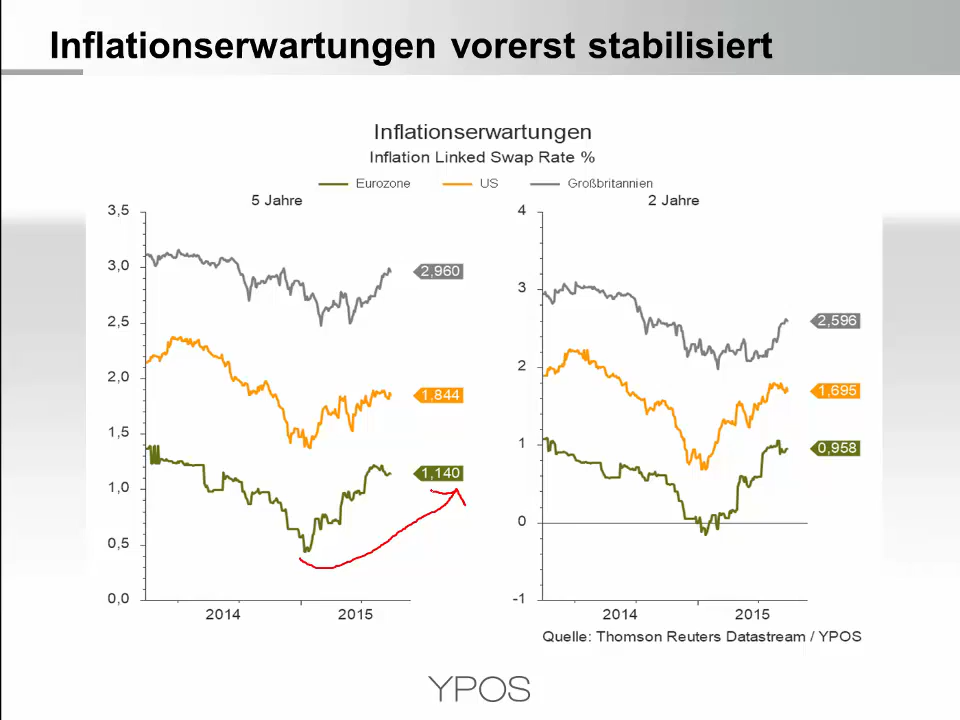 Inflationserwartungen vorerst stabilisiert
Inflationserwartungen
Inflation Linked Swap Rate %
Eurozone US Großbritannien
5 Jahre
3,5
3,0
2,5
2,0
1,5
1,0
0,5
0,0
2,960
1.844
1,140
2014 2015
2 Jahre
4
3
2
1
0
-1
2,596
1.695
0,958
2014 2015
Quelle: Thomson Reuters Datastream / YPOS
YPOS